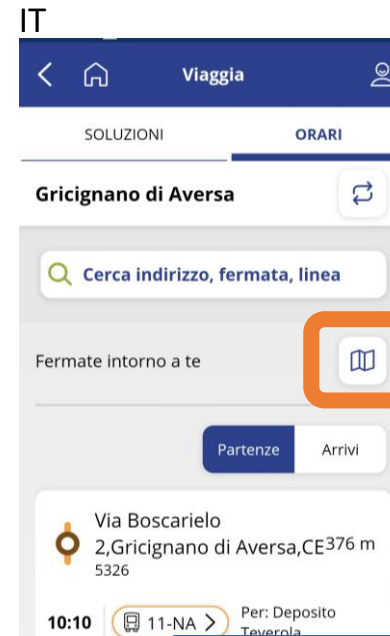 IT
Viaggia
SOLUZIONI ORARI
Gricignano di Aversa
Cerca indirizzo, fermata, linea
Fermate intorno a te
Partenze Arrivi
Via Boscarielo
2,Gricignano di Aversa,CE 376 m
5326
10:10 11-NA Per: Deposito
Teverola